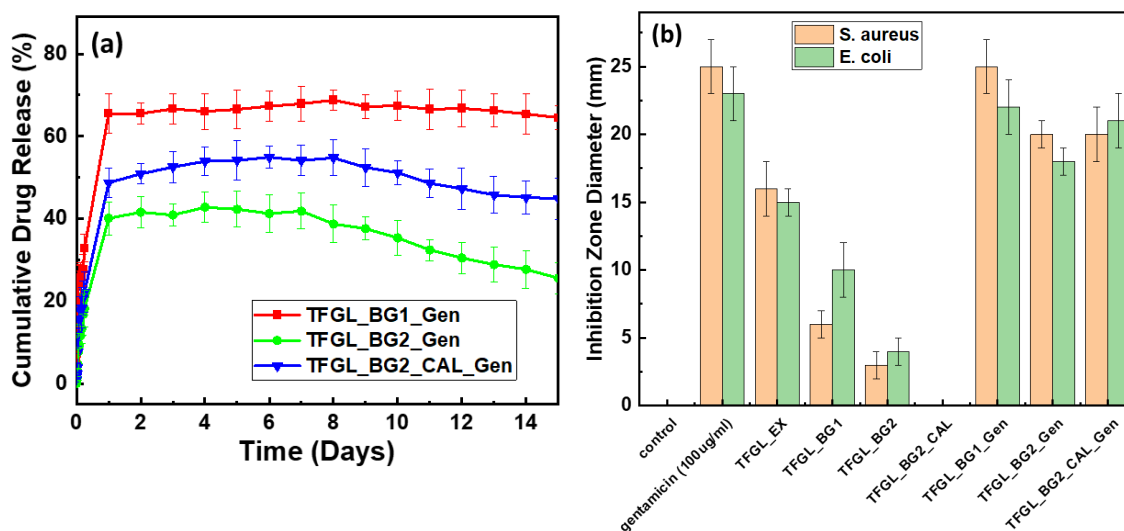 (a)
Cumulative Drug Release (%)
80
60
40
20
0
TFGL_BG1_Gen
TFGL_BG2_Gen
TFGL_BG2_CAL_Gen
0 2 4 6 8 10 12 14
Time (Days)
(b)
Inhibition Zone Diameter (mm)
S. aureus
E. coli
25
20
15
10
5
0
control
gentamicin (100ug/ml)
TFGL_EX
TFGL_BG1
TFGL_BG2
TFGL_BG2_CAL
TFGL_BG1_Gen
TFGL_BG2_Gen
TFGL_BG2_CAL_Gen